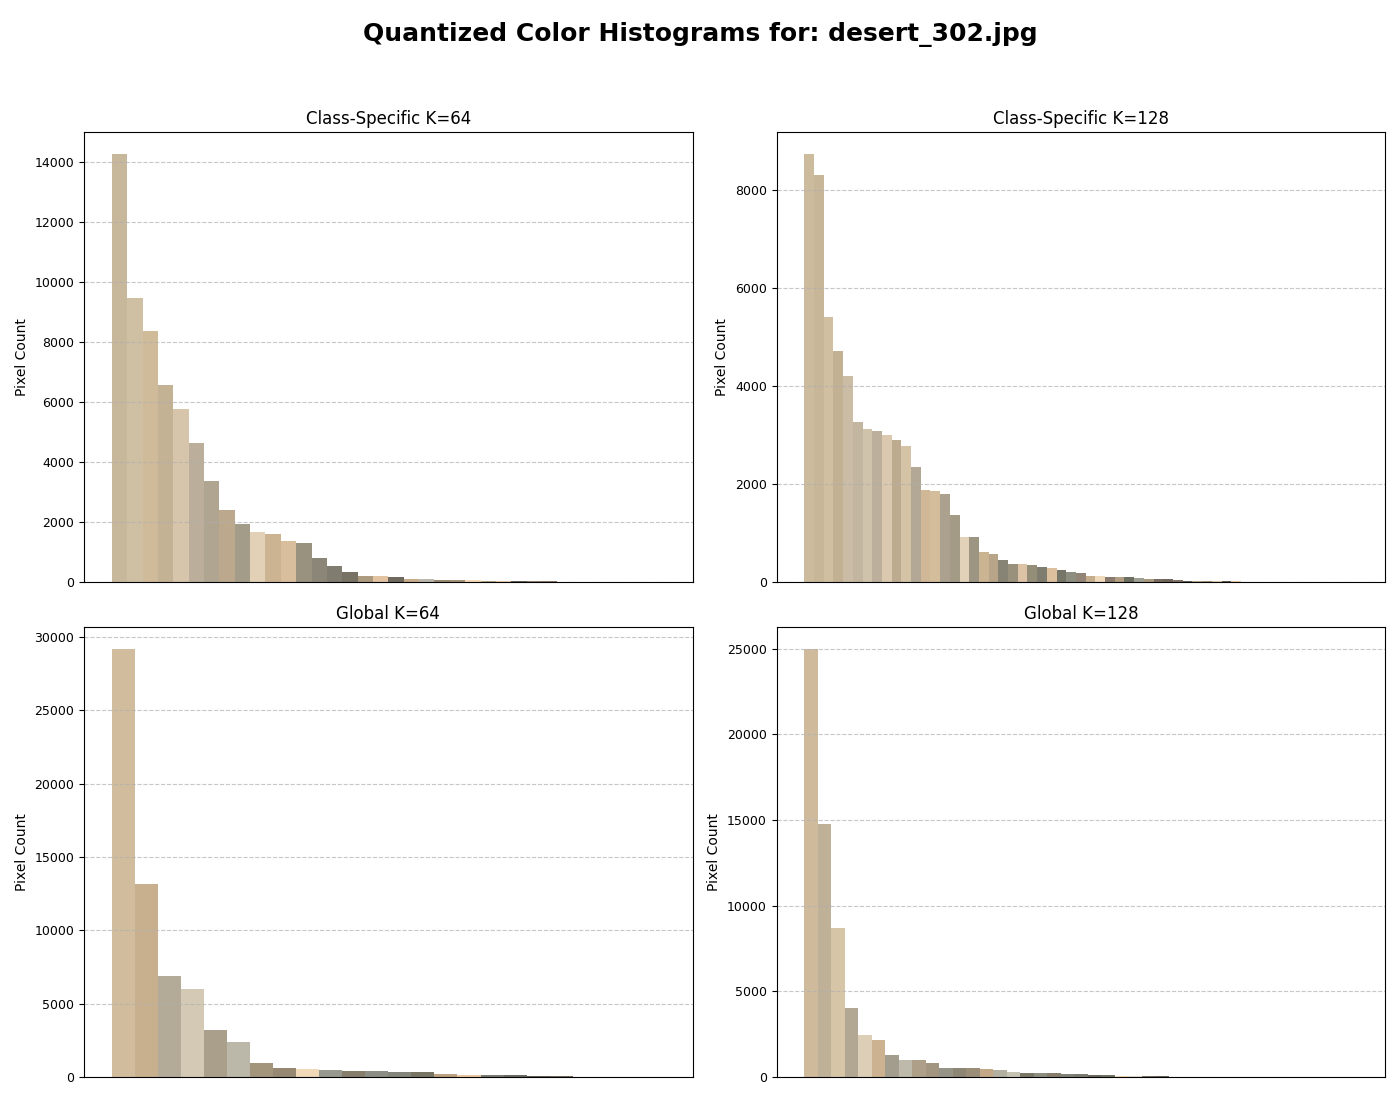 Quantized Color Histograms for: desert_302.jpg
Class-Specific K=64
Pixel Count
14000
12000
10000
8000
6000
4000
2000
0
Class-Specific K=128
Pixel Count
8000
6000
4000
2000
0
Global K=64
Pixel Count
30000
25000
20000
15000
10000
5000
0
Global K=128
Pixel Count
25000
20000
15000
10000
5000
0